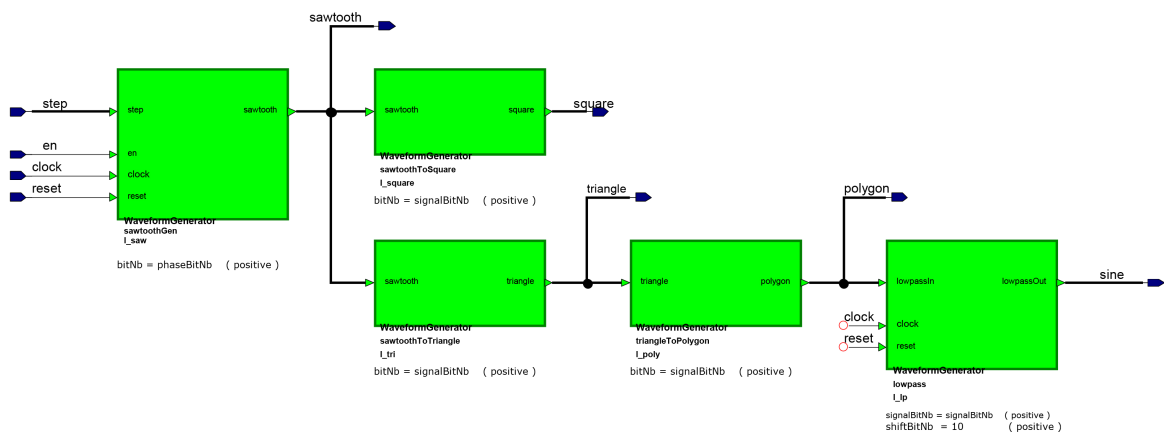 sawtooth
step
en
clock
reset
step
en
clock
reset
sawtooth
WaveformGenerator
sawtoothGen
I_saw
bitNb = phaseBitNb ( positive )
sawtooth
square
square
WaveformGenerator
sawtoothToSquare
I_square
bitNb = signalBitNb ( positive )
triangle
sawtooth
triangle
WaveformGenerator
sawtoothToTriangle
I_tri
bitNb = signalBitNb ( positive )
polygon
triangle
polygon
WaveformGenerator
triangleToPolygon
I_poly
bitNb = signalBitNb ( positive )
clock
reset
lowpassIn
lowpassOut
clock
reset
sine
WaveformGenerator
lowpass
I_lp
signalBitNb = signalBitNb ( positive )
shiftBitNb = 10 ( positive )